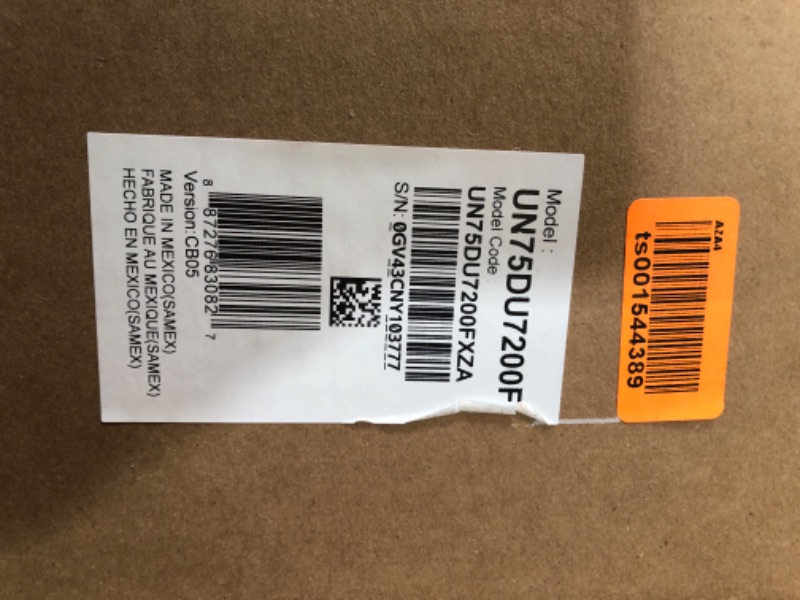 AZA4
ts001544389
Model :
UN75DU7200F
Model Code
UN75DU7200FXZA
S/N: 0GV43CNY103777
8 87276 83082 7
Version:CB05
MADE IN MEXICO(SAMEX)
FABRIQUE AU MEXIQUE(SAMEX)
HECHO EN MEXICO(SAMEX)